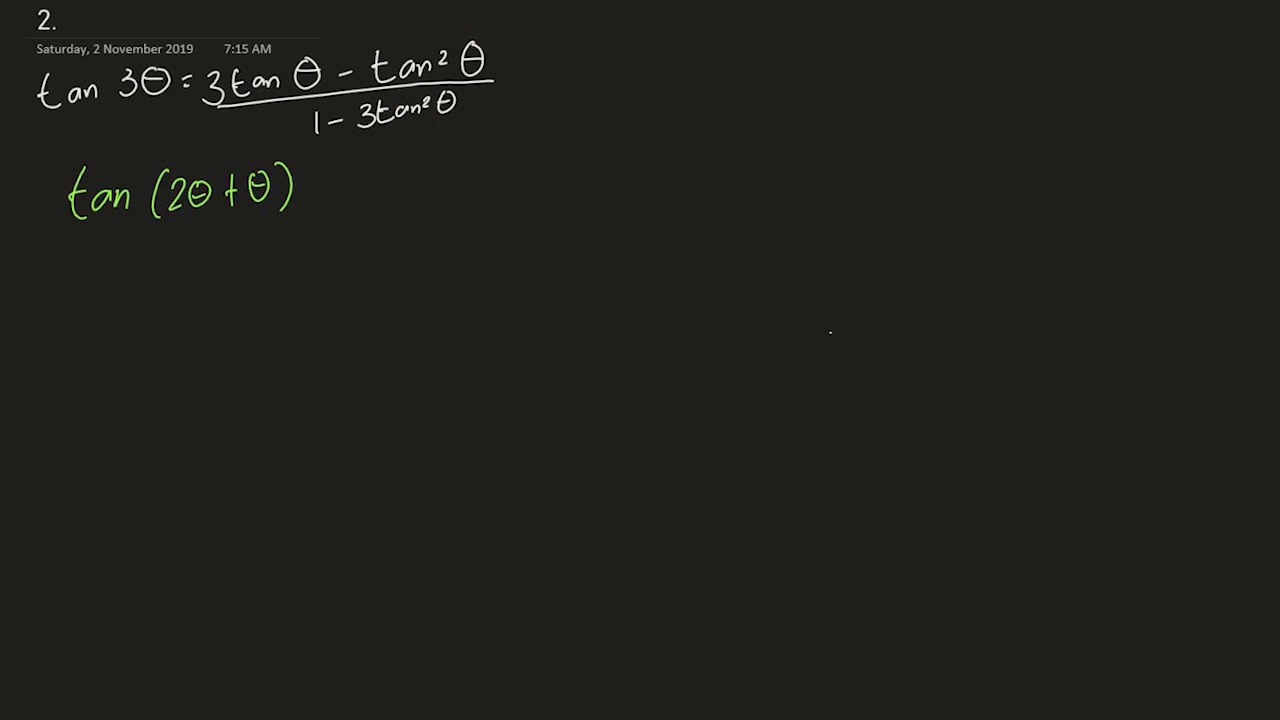 2.
Saturday, 2 November 2019 7:15 AM
tan 3θ = 3tan θ - tan² θ
1 - 3tan² θ
tan (2θ + θ)